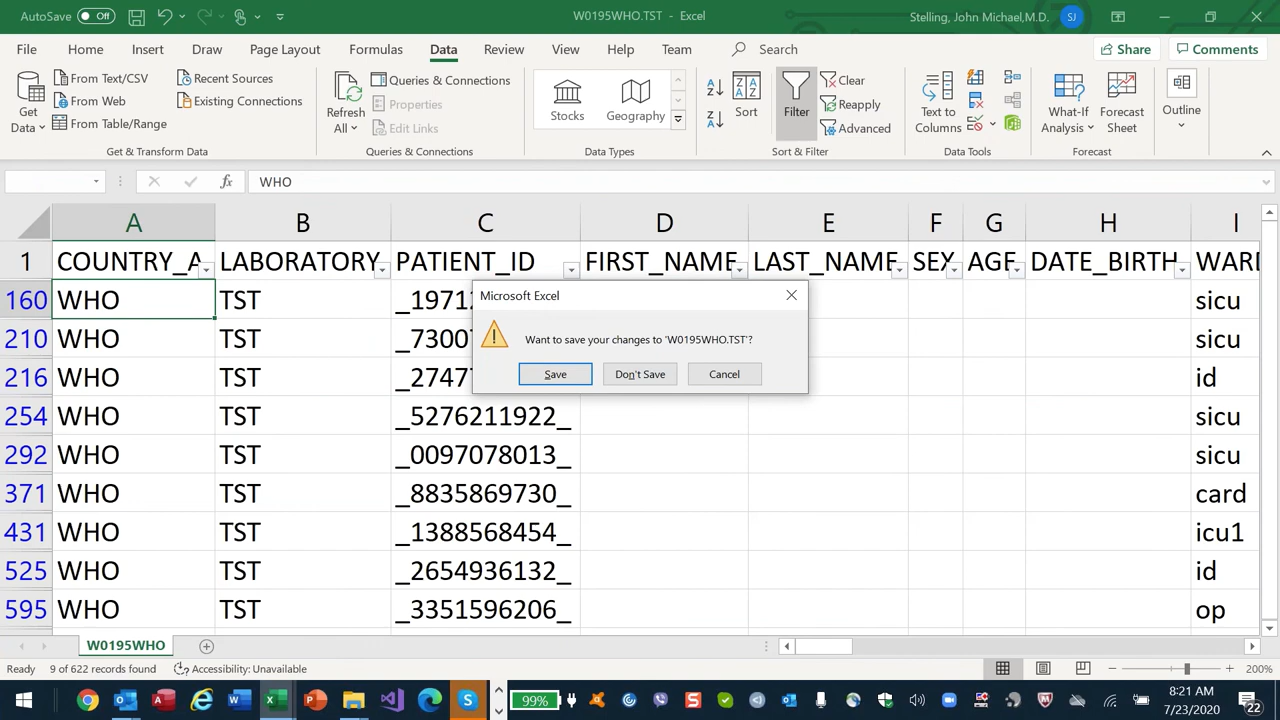 AutoSave Off W0195WHO.TST - Excel Stelling, John Michael,M.D. SJ
File Home Insert Draw Page Layout Formulas Data Review View Help Team Search Share Comments
Get Data From Text/CSV From Web From Table/Range Recent Sources Existing Connections
Get & Transform Data
Refresh All Queries & Connections Properties Edit Links
Queries & Connections
Stocks Geography
Data Types
Sort Filter Clear Reapply Advanced
Sort & Filter
Text to Columns
Data Tools
What-If Analysis Forecast Sheet
Forecast
Outline
fx WHO
A B C D E F G H I
1 COUNTRY_A LABORATORY PATIENT_ID FIRST_NAME LAST_NAME SEX AGE DATE_BIRTH WARD
160 WHO TST _1971 sicu
210 WHO TST _7300 sicu
216 WHO TST _2747 id
254 WHO TST _5276211922_ sicu
292 WHO TST _0097078013_ sicu
371 WHO TST _8835869730_ card
431 WHO TST _1388568454_ icu1
525 WHO TST _2654936132_ id
595 WHO TST _3351596206_ op
Microsoft Excel
Want to save your changes to 'W0195WHO.TST'?
Save Don't Save Cancel
W0195WHO
Ready 9 of 622 records found Accessibility: Unavailable 200%
99% 8:21 AM
7/23/2020 22